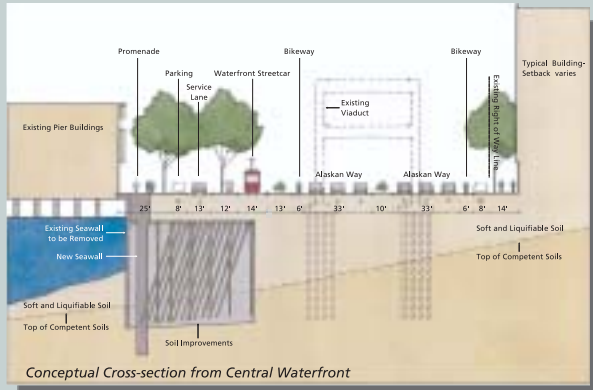 Promenade
Bikeway
Bikeway
Parking
Waterfront Streetcar
Service
Lane
Typical Building-
Setback varies
Existing Right of Way Line
Existing
Viaduct
Existing Pier Buildings
Alaskan Way
Alaskan Way
25' 8' 13' 12' 14' 13' 6' 33' 10' 33' 6' 8' 14'
Existing Seawall
to be Removed
New Seawall
Soft and Liquifiable Soil
Top of Competent Soils
Soft and Liquifiable Soil
Top of Competent Soils
Soil Improvements
Conceptual Cross-section from Central Waterfront